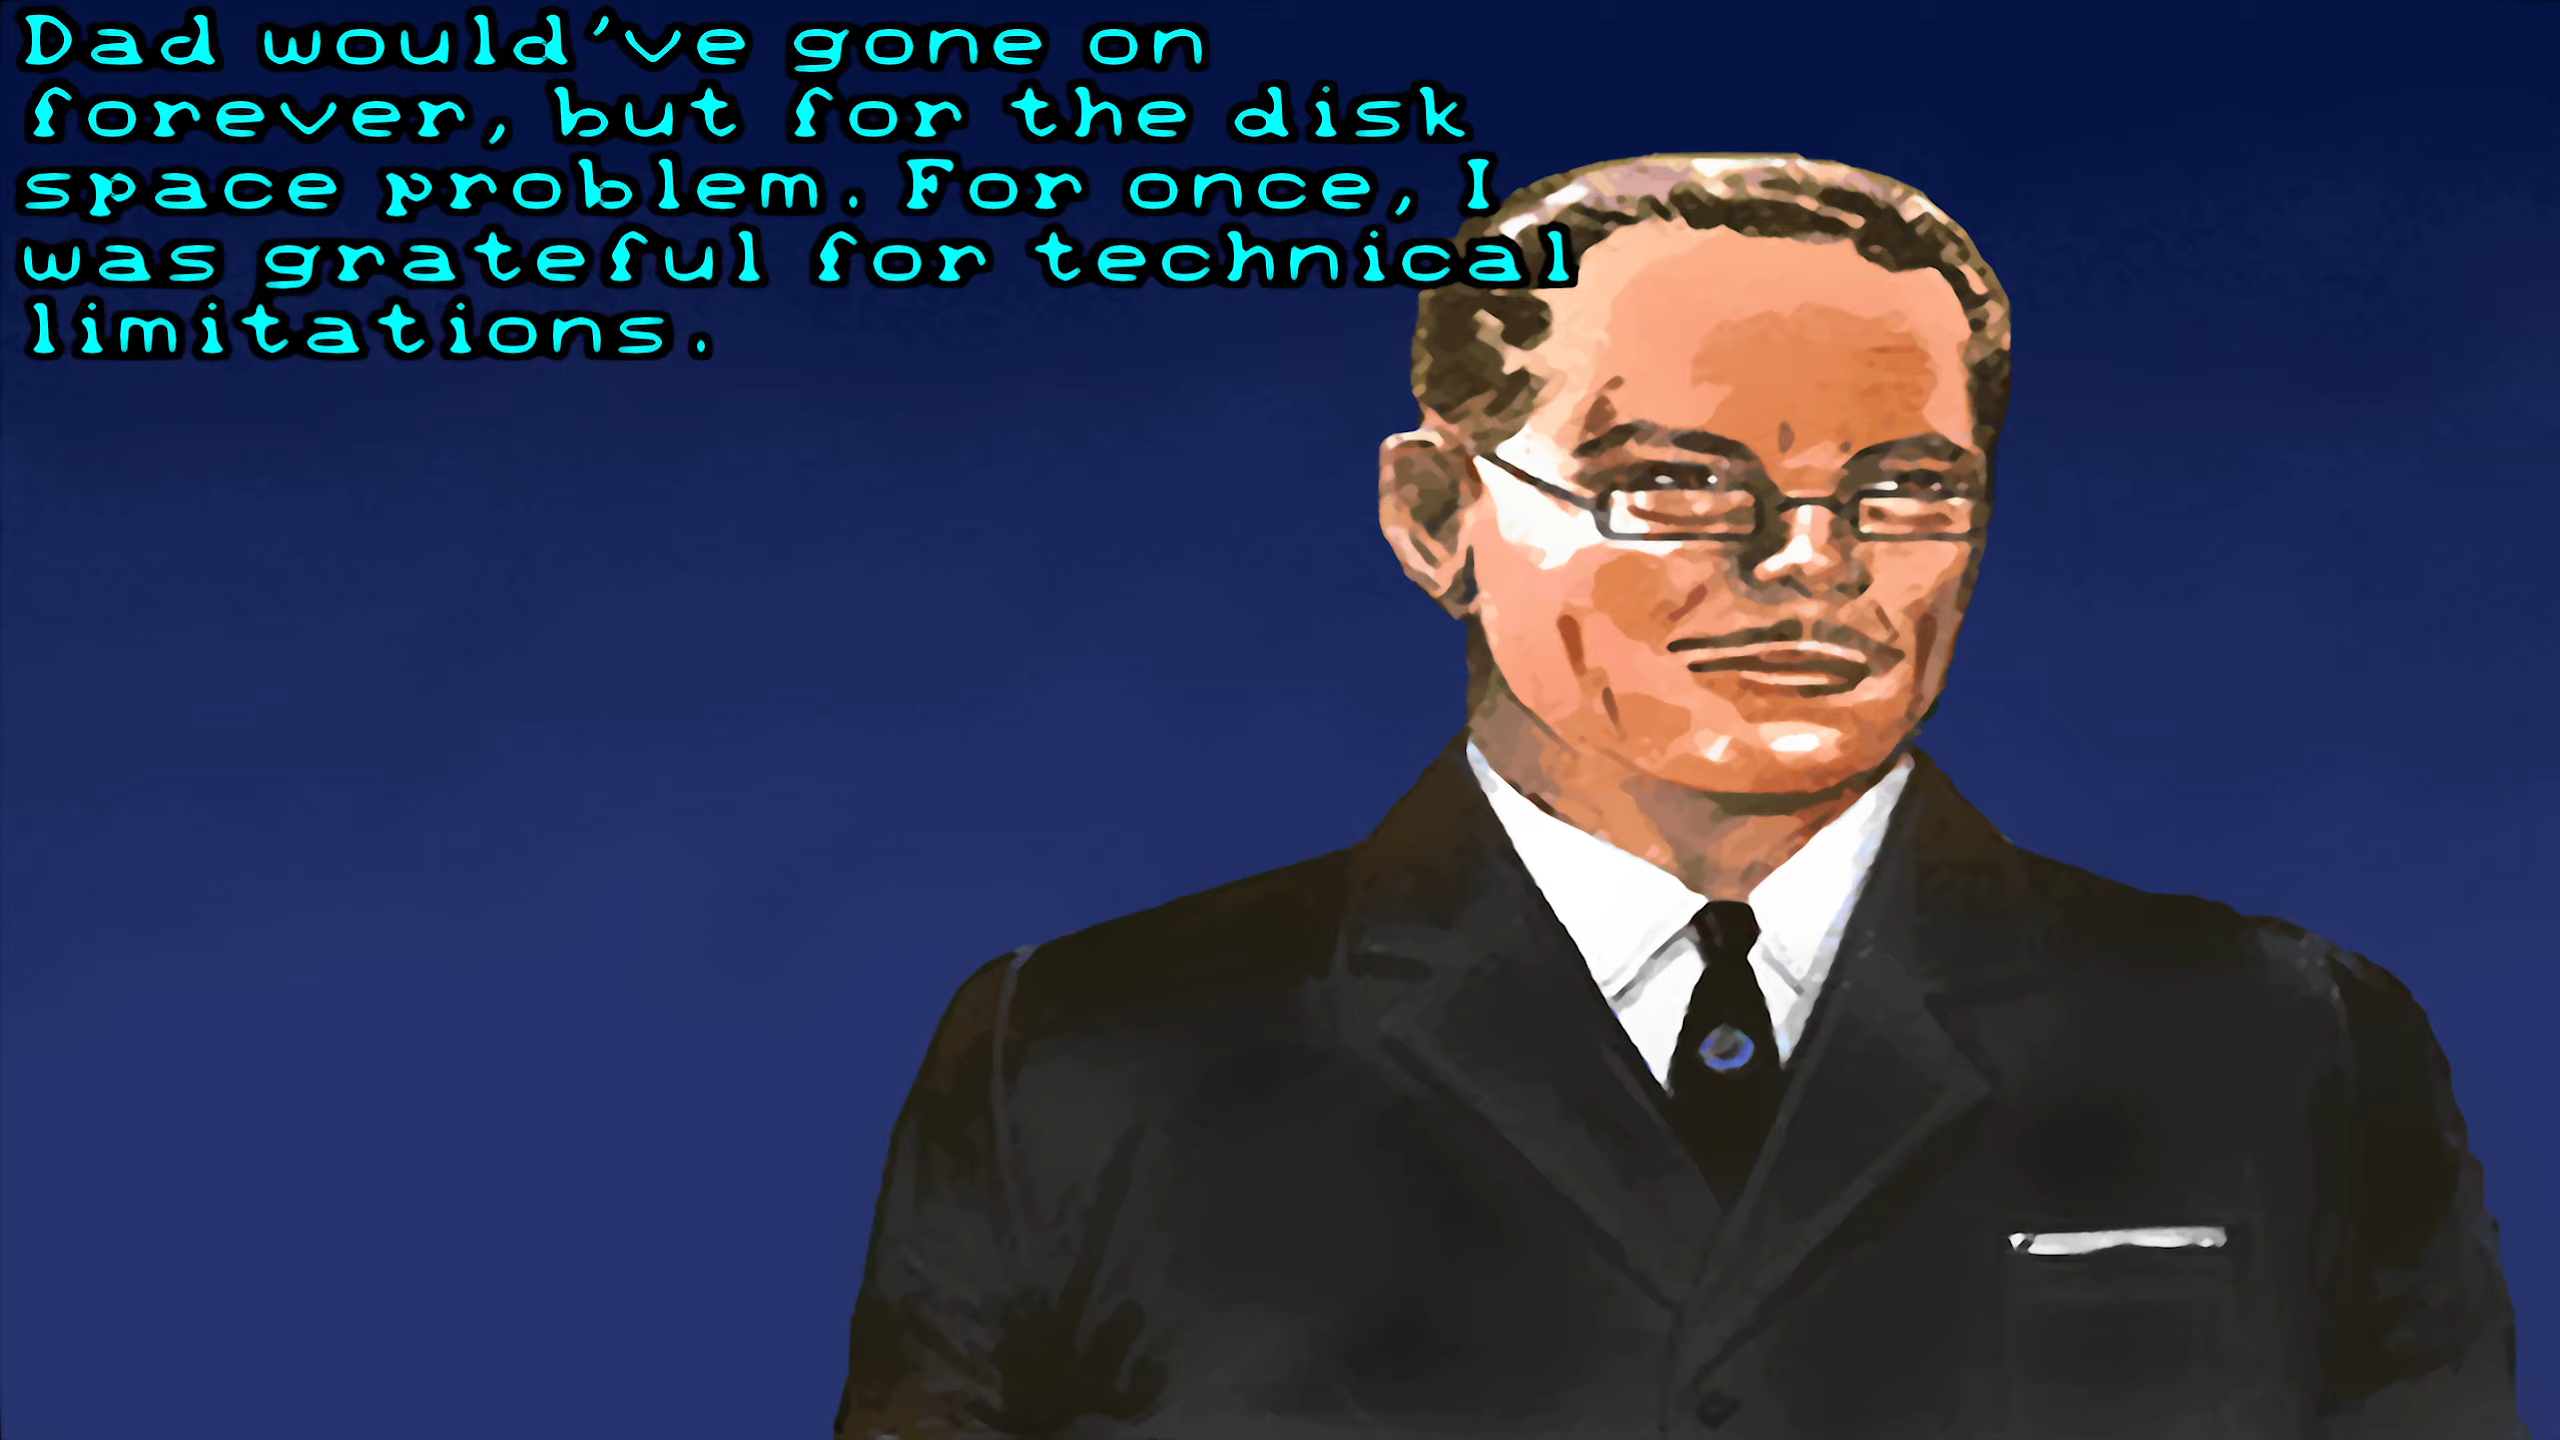 Dad would've gone on
forever, but for the disk
space problem. For once, I
was grateful for technical
limitations.